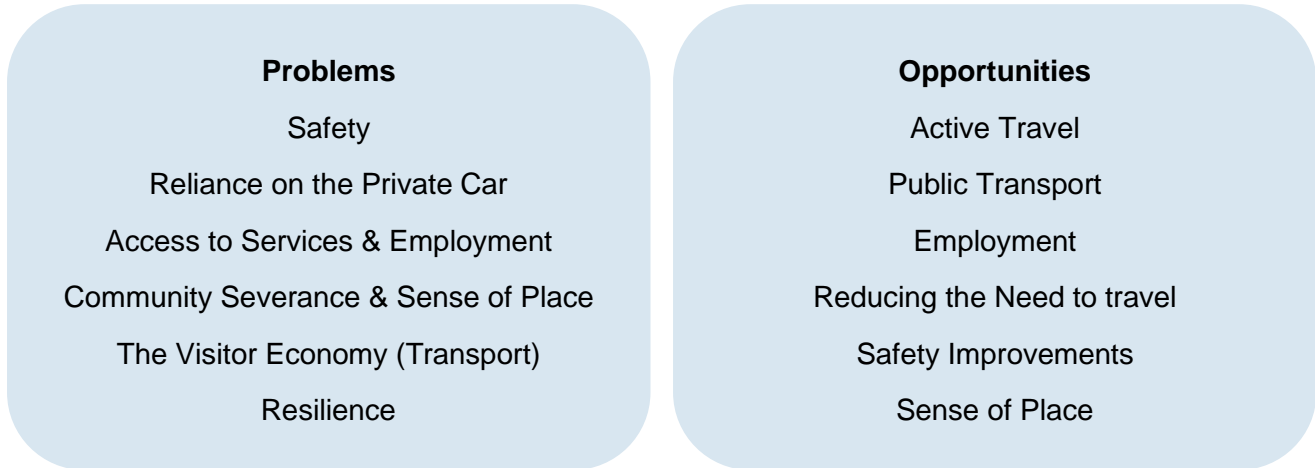 Problems
Safety
Reliance on the Private Car
Access to Services & Employment
Community Severance & Sense of Place
The Visitor Economy (Transport)
Resilience
Opportunities
Active Travel
Public Transport
Employment
Reducing the Need to travel
Safety Improvements
Sense of Place